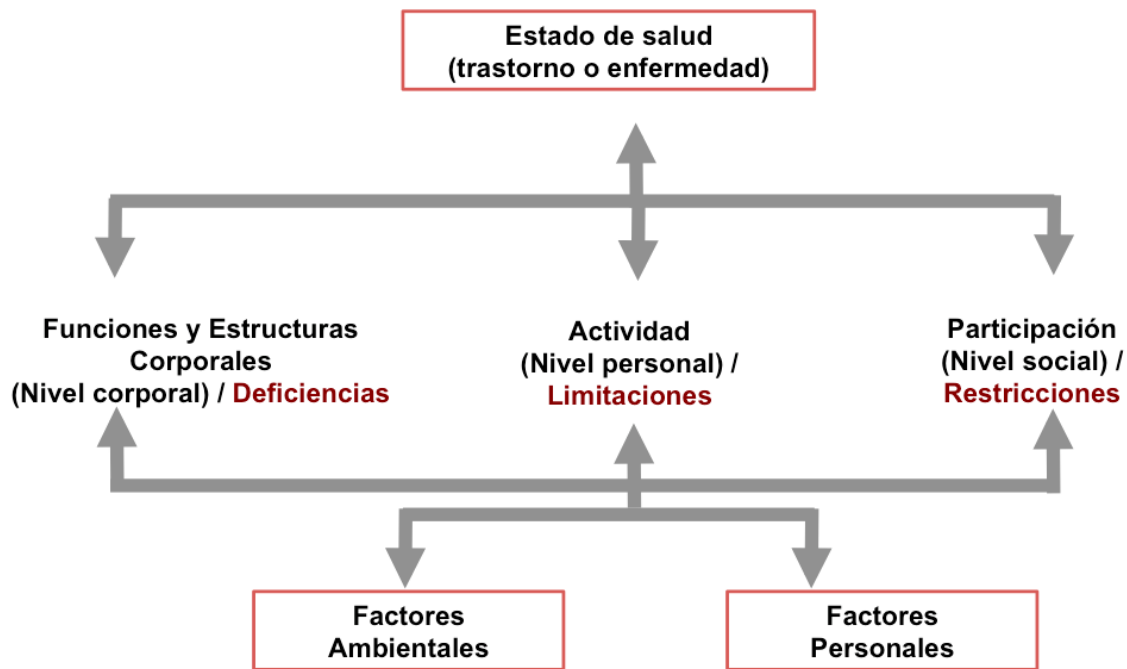 Estado de salud
(trastorno o enfermedad)
Funciones y Estructuras
Corporales
(Nivel corporal) / Deficiencias
Actividad
(Nivel personal) /
Limitaciones
Participación
(Nivel social) /
Restricciones
Factores
Ambientales
Factores
Personales